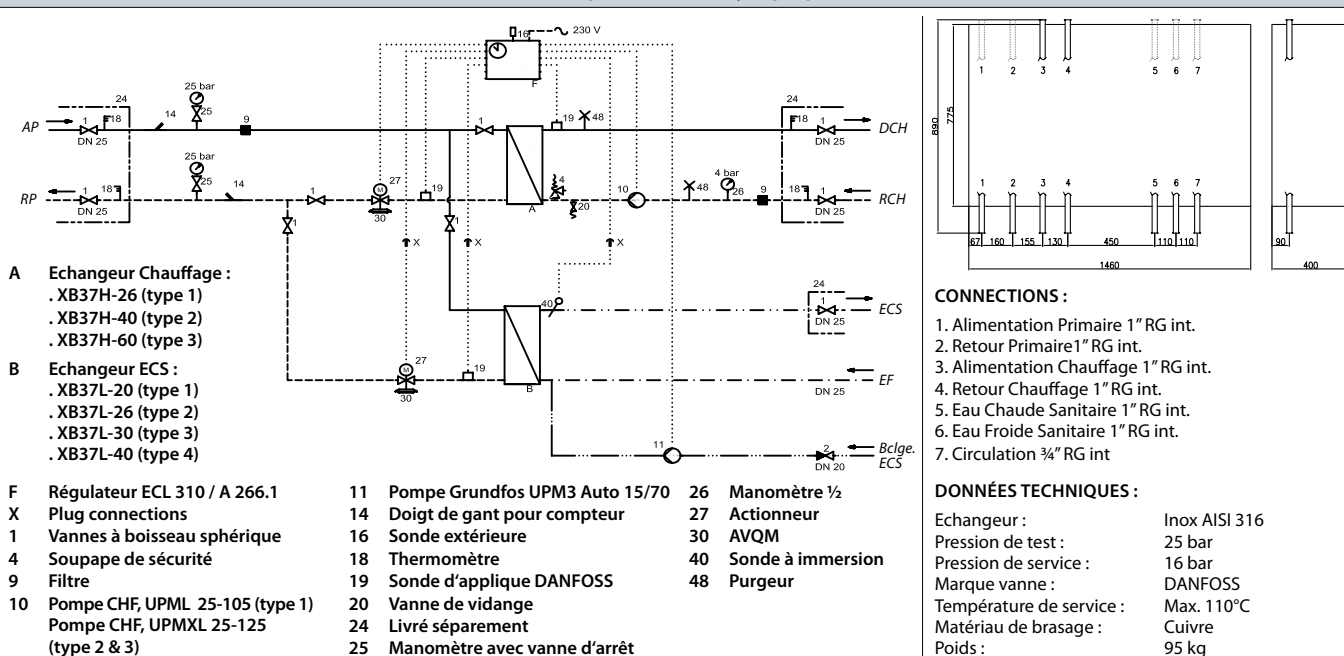 16
230 V
F
24
25 bar
25
14
1
18
9
1
19
48
24
18
1
AP
DN 25
DCH
DN 25
25 bar
25
27
4 bar
RP
1
18
14
1
M
19
4
10
48
26
9
18
1
RCH
DN 25
30
A
20
DN 25
1
1
X
X
X
24
40
1
ECS
DN 25
27
M
19
EF
30
B
DN 25
11
2
Bclge.
ECS
DN 20
A Echangeur Chauffage :
. XB37H-26 (type 1)
. XB37H-40 (type 2)
. XB37H-60 (type 3)
B Echangeur ECS :
. XB37L-20 (type 1)
. XB37L-26 (type 2)
. XB37L-30 (type 3)
. XB37L-40 (type 4)
F Régulateur ECL 310 / A 266.1
X Plug connections
1 Vannes à boisseau sphérique
4 Soupape de sécurité
9 Filtre
10 Pompe CHF, UPML 25-105 (type 1)
Pompe CHF, UPMXL 25-125
(type 2 & 3)
11 Pompe Grundfos UPM3 Auto 15/70
14 Doigt de gant pour compteur
16 Sonde extérieure
18 Thermomètre
19 Sonde d‘applique DANFOSS
20 Vanne de vidange
24 Livré séparement
25 Manomètre avec vanne d‘arrêt
26 Manomètre ½
27 Actionneur
30 AVQM
40 Sonde à immersion
48 Purgeur
1 2 3 4 5 6 7
890
775
1 2 3 4 5 6 7
67 160 155 130 450 110 110
1460
90
400
CONNECTIONS :
1. Alimentation Primaire 1” RG int.
2. Retour Primaire1” RG int.
3. Alimentation Chauffage 1” RG int.
4. Retour Chauffage 1” RG int.
5. Eau Chaude Sanitaire 1” RG int.
6. Eau Froide Sanitaire 1” RG int.
7. Circulation ¾” RG int
DONNÉES TECHNIQUES :
Echangeur : Inox AISI 316
Pression de test : 25 bar
Pression de service : 16 bar
Marque vanne : DANFOSS
Température de service : Max. 110°C
Matériau de brasage : Cuivre
Poids : 95 kg